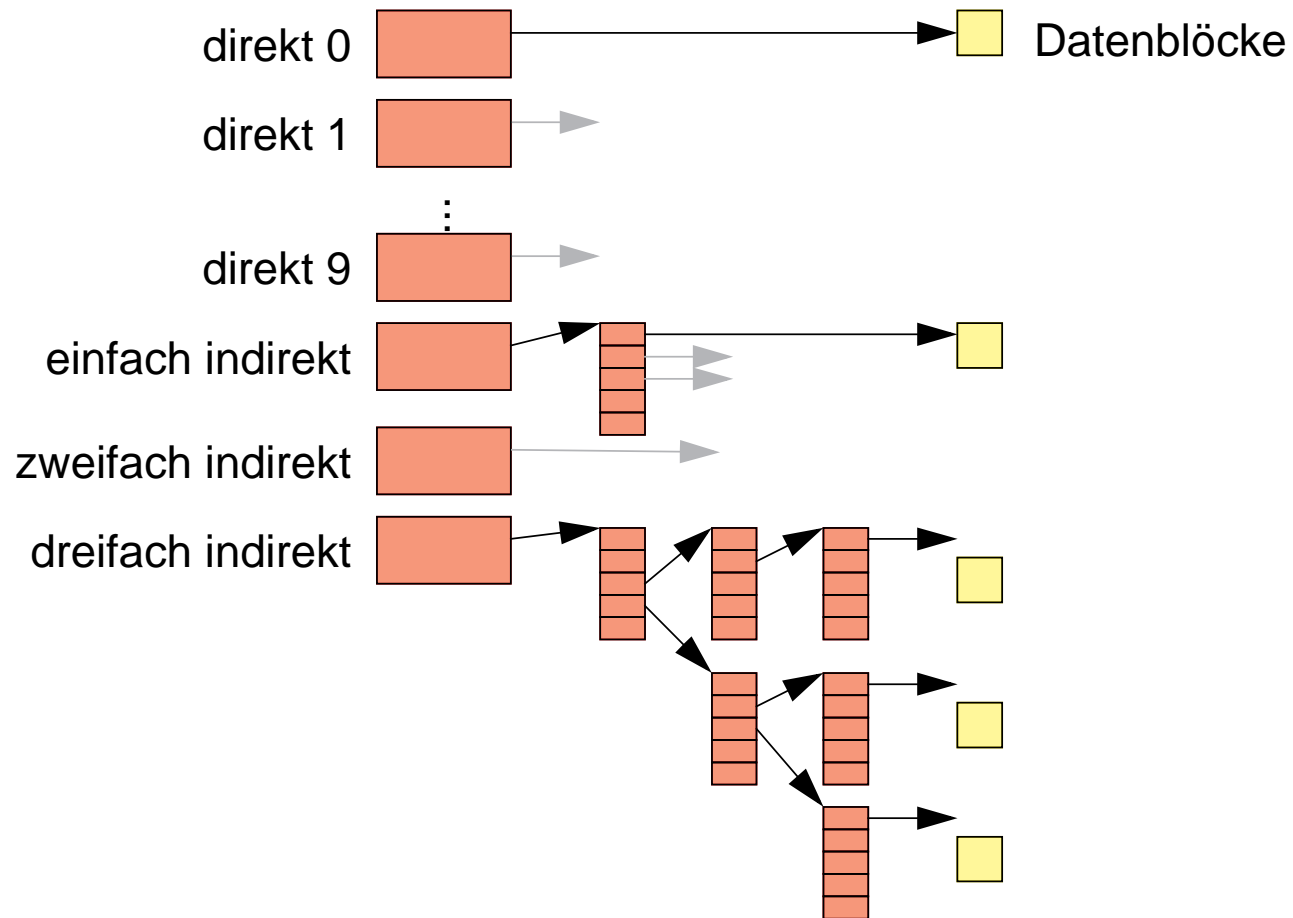 direkt 0
Datenblöcke
direkt 1
⋮
direkt 9
einfach indirekt
zweifach indirekt
dreifach indirekt